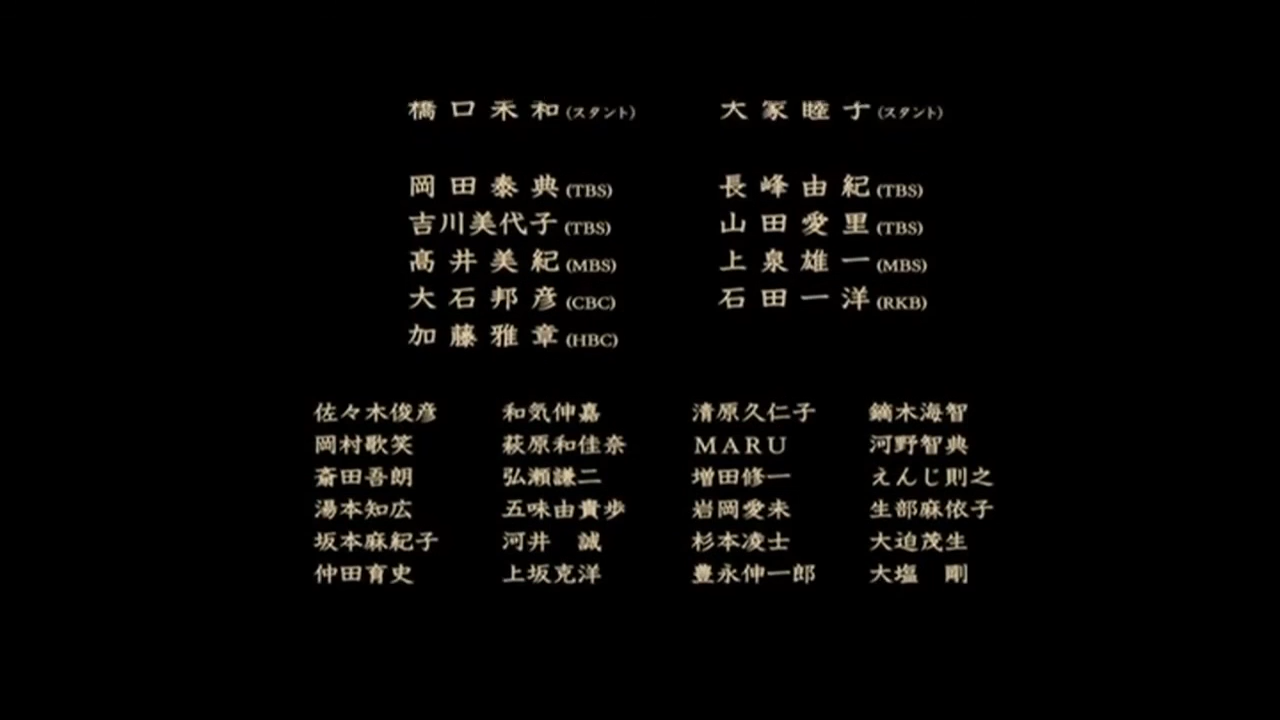 橋口未和(スタント) 大塚睦子(スタント)
岡田泰典(TBS) 長峰由紀(TBS)
吉川美代子(TBS) 山田愛里(TBS)
髙井美紀(MBS) 上泉雄一(MBS)
大石邦彦(CBC) 石田一洋(RKB)
加藤雅章(HBC)
佐々木俊彦 和気伸嘉 清原久仁子 鏑木海智
岡村歌笑 萩原和佳奈 MARU 河野智典
斎田吾朗 弘瀬謙二 増田修一 えんじ則之
湯本知広 五味由貴歩 岩岡愛未 生部麻依子
坂本麻紀子 河井 誠 杉本凌士 大迫茂生
仲田育史 上坂克洋 豊永伸一郎 大塩 剛